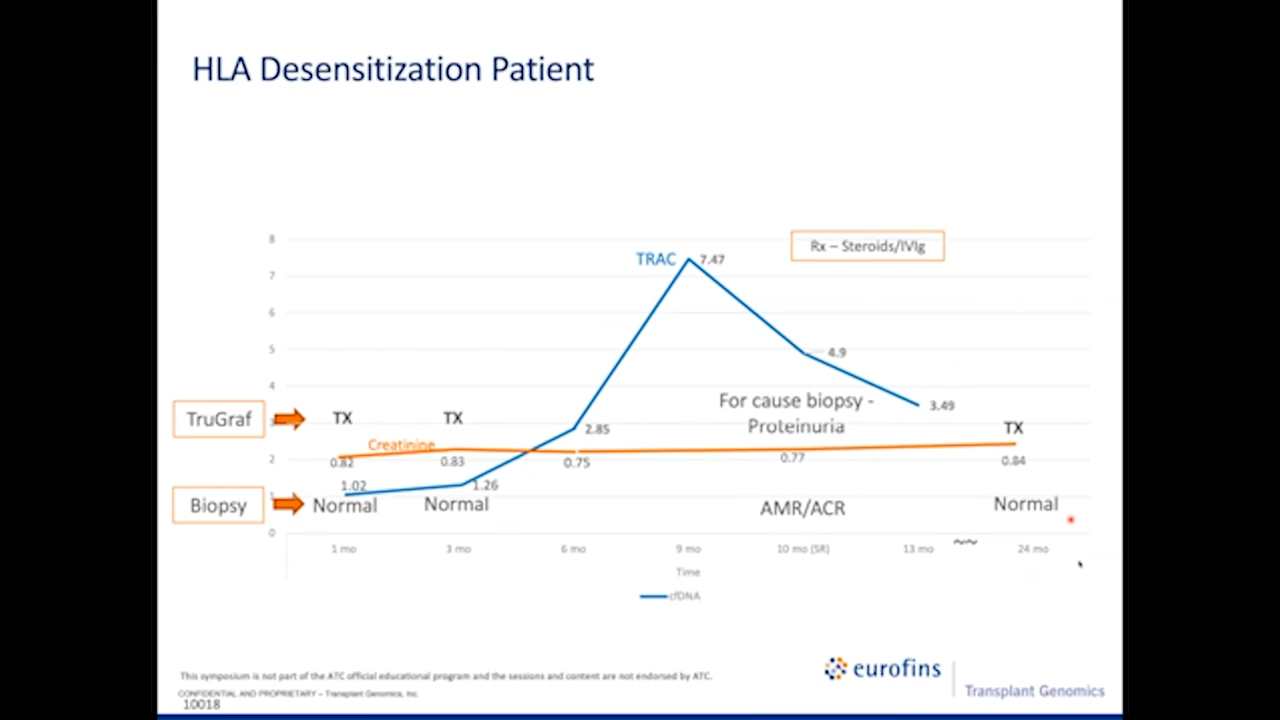 HLA Desensitization Patient
8
Rx – Steroids/IVIg
TRAC
7.47
7
6
5
4.9
4
For cause biopsy -
3.49
TruGraf
TX
TX
Proteinuria
TX
3
2.85
Creatinine
2
0.82
0.83
0.75
0.77
0.84
1.02
1.26
Biopsy
1
Normal
Normal
AMR/ACR
Normal
0
1 mo
3 mo
6 mo
9 mo
10 mo (SR)
13 mo
~~
24 mo
Time
cfDNA
This symposium is not part of the ATC official educational program and the sessions and content are not endorsed by ATC.
CONFIDENTIAL AND PROPRIETARY – Transplant Genomics, Inc.
10018
eurofins
Transplant Genomics